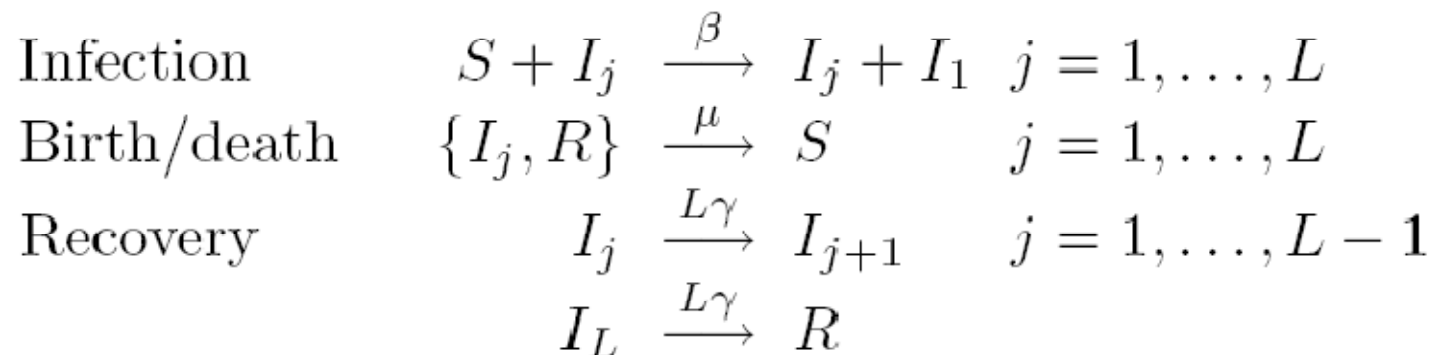 Infection S + I_j →^β I_j + I_1 j = 1, . . . , L
Birth/death {I_j, R} →^μ S j = 1, . . . , L
Recovery I_j →^{Lγ} I_{j+1} j = 1, . . . , L − 1
I_L →^{Lγ} R